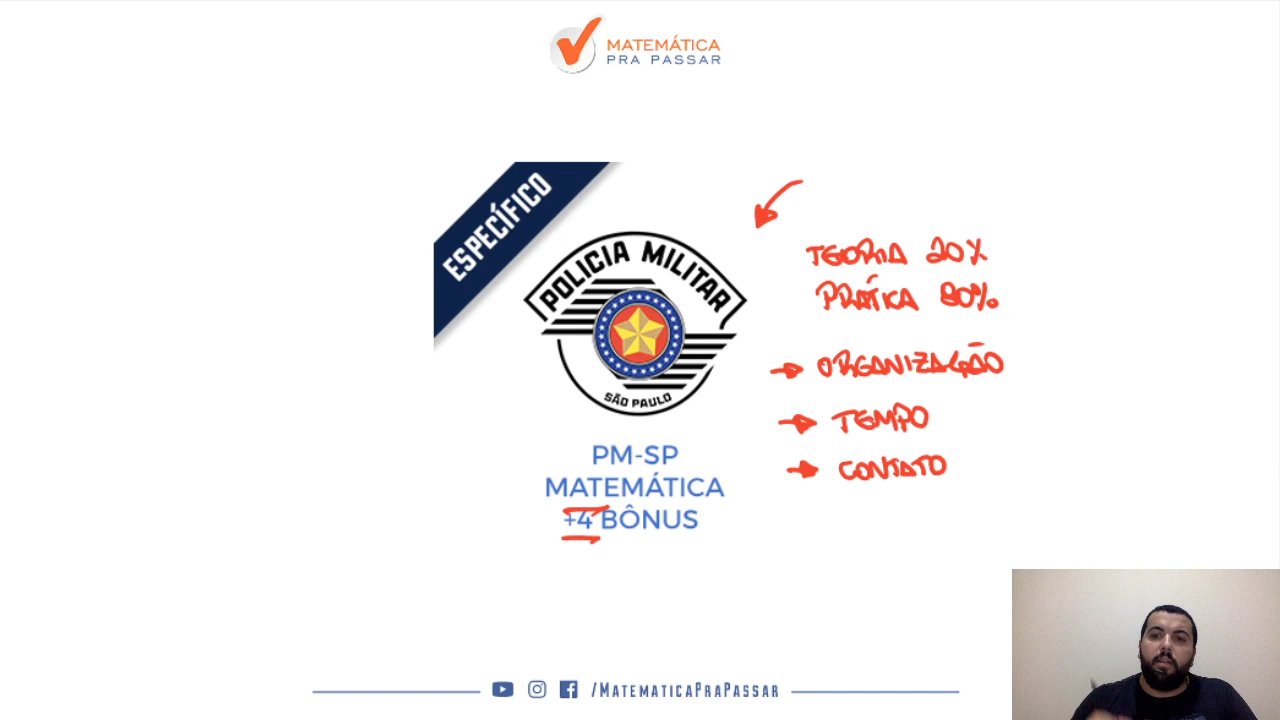 MATEMÁTICA
PRA PASSAR
ESPECÍFICO
POLICIA MILITAR
SÃO PAULO
PM-SP
MATEMÁTICA
+4 BÔNUS
TEORIA 20%
PRÁTICA 80%
→ ORGANIZAÇÃO
→ TEMPO
→ CONTATO
/MATEMATICAPRAPASSAR